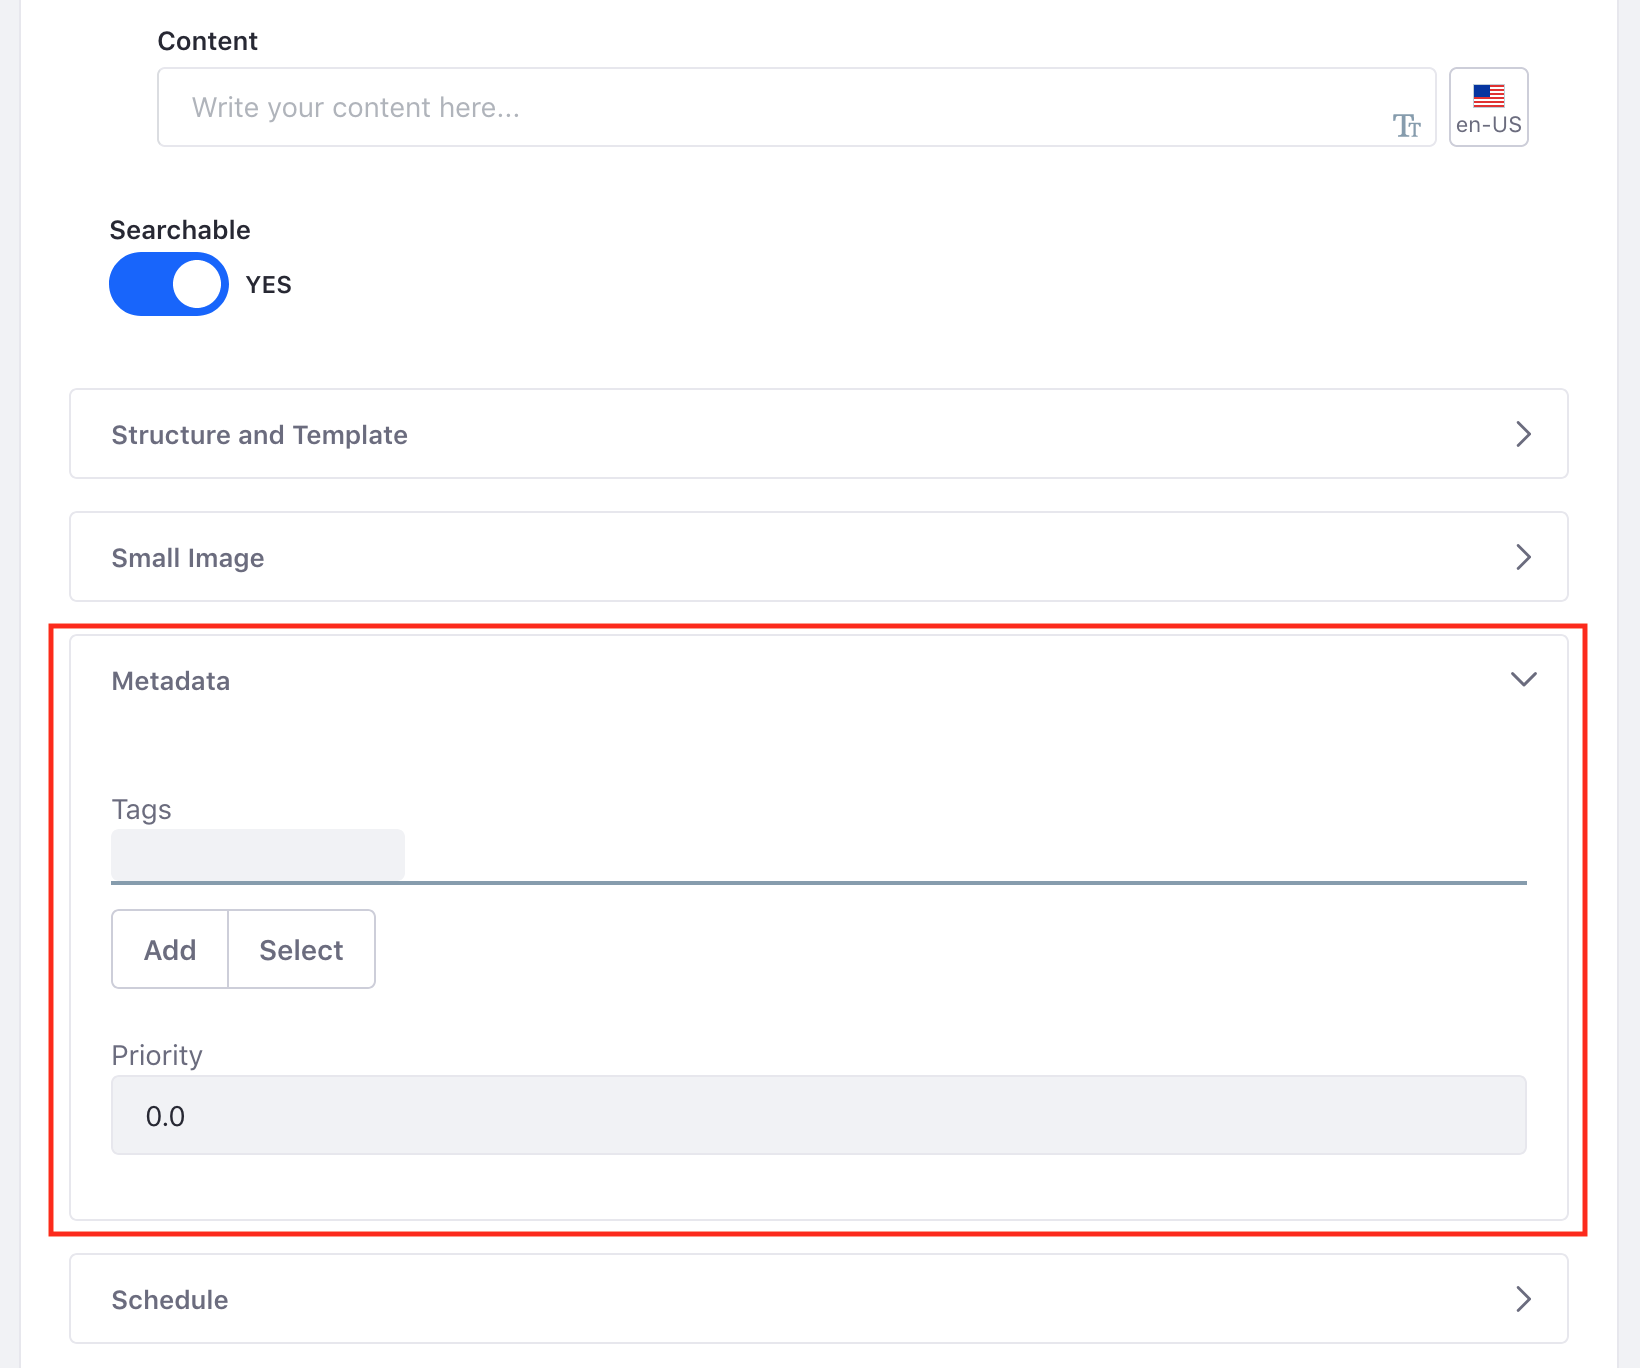 Content
Write your content here...
en-US
Searchable
YES
Structure and Template
Small Image
Metadata
Tags
Add
Select
Priority
0.0
Schedule